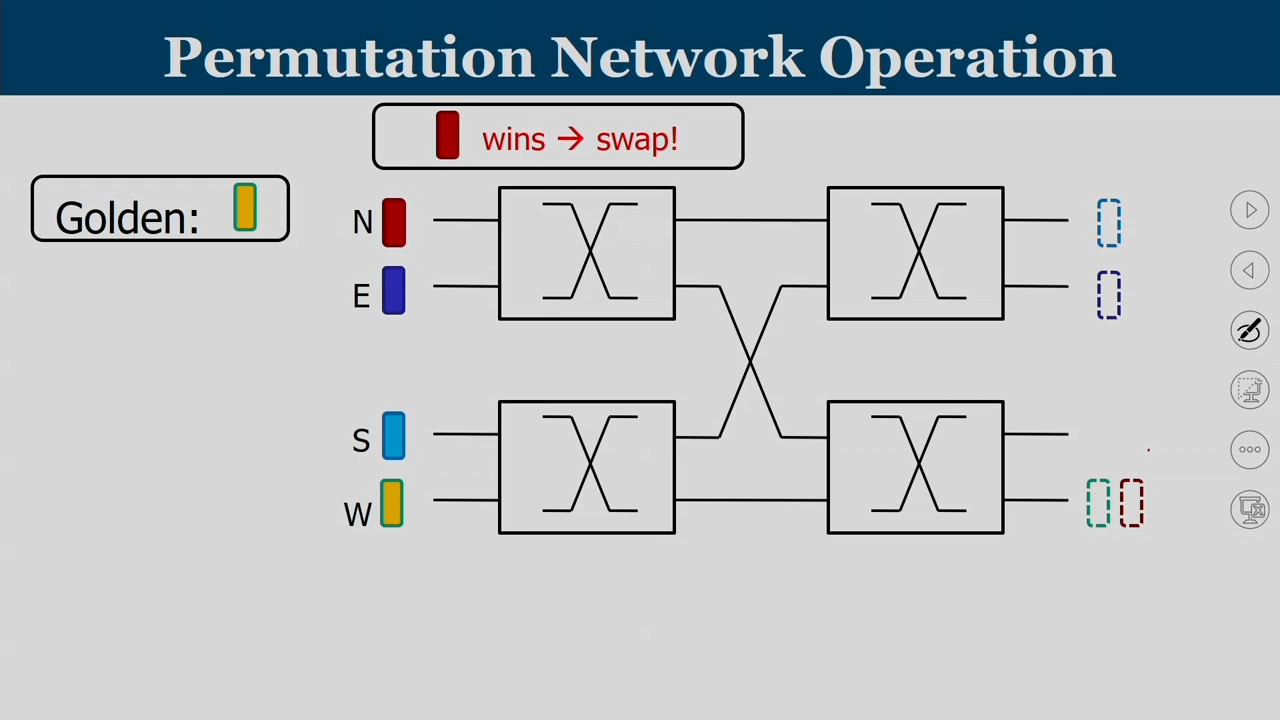 Permutation Network Operation
wins → swap!
Golden:
N
E
S
W